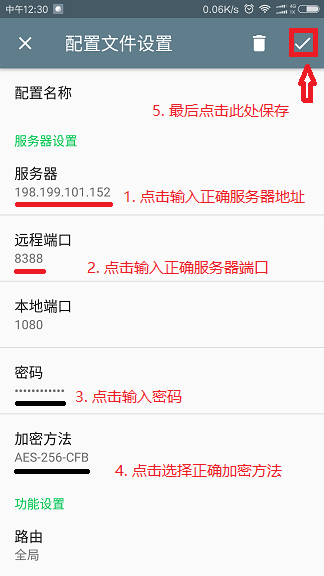 中午12:30 0.06K/s 4G 1X
配置文件设置
配置名称
5. 最后点击此处保存
服务器设置
服务器
198.199.101.152
1. 点击输入正确服务器地址
远程端口
8388
2. 点击输入正确服务器端口
本地端口
1080
密码
••••••••••••
3. 点击输入密码
加密方法
AES-256-CFB
4. 点击选择正确加密方法
功能设置
路由
全局